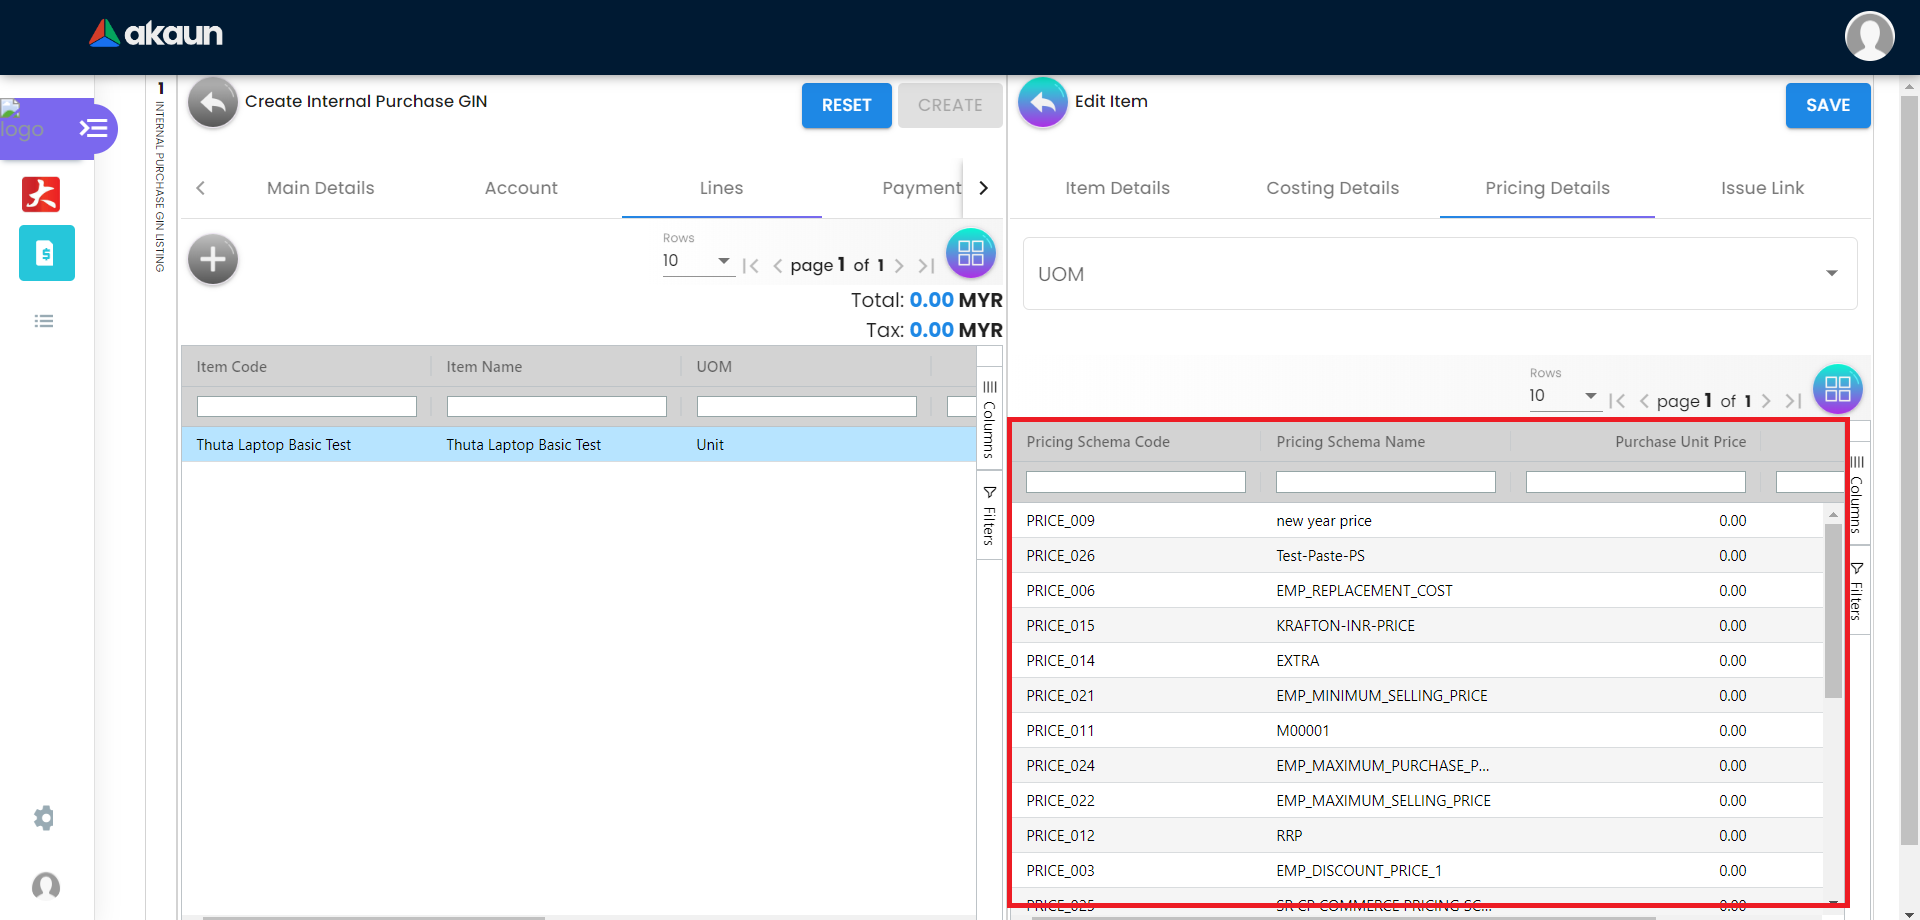 akaun
logo
1
INTERNAL PURCHASE GIN LISTING
Create Internal Purchase GIN
RESET
CREATE
Main Details
Account
Lines
Payment
Rows
10
page 1 of 1
Total: 0.00 MYR
Tax: 0.00 MYR
Item Code
Item Name
UOM
Thuta Laptop Basic Test
Thuta Laptop Basic Test
Unit
Columns
Filters
Edit Item
SAVE
Item Details
Costing Details
Pricing Details
Issue Link
UOM
Rows
10
page 1 of 1
Pricing Schema Code
Pricing Schema Name
Purchase Unit Price
PRICE_009 new year price 0.00
PRICE_026 Test-Paste-PS 0.00
PRICE_006 EMP_REPLACEMENT_COST 0.00
PRICE_015 KRAFTON-INR-PRICE 0.00
PRICE_014 EXTRA 0.00
PRICE_021 EMP_MINIMUM_SELLING_PRICE 0.00
PRICE_011 M00001 0.00
PRICE_024 EMP_MAXIMUM_PURCHASE_P... 0.00
PRICE_022 EMP_MAXIMUM_SELLING_PRICE 0.00
PRICE_012 RRP 0.00
PRICE_003 EMP_DISCOUNT_PRICE_1 0.00
PRICE_025 SR CP COMMERCE PRICING SC... 0.00
Columns
Filters